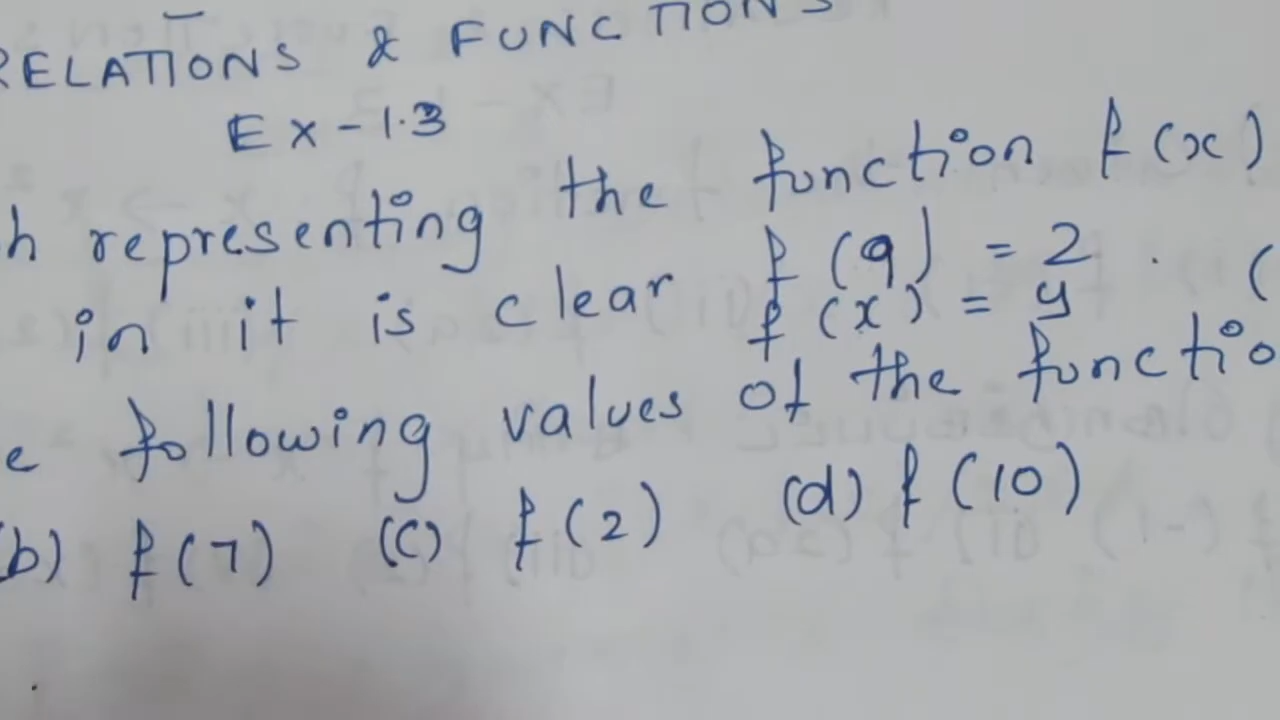 RELATIONS & FUNCTIONS
Ex-1.3
h representing the function f(x)
in it is clear f(9) = 2. (
f(x) = y
e following values of the functio
(b) f(7) (c) f(2) (d) f(10)